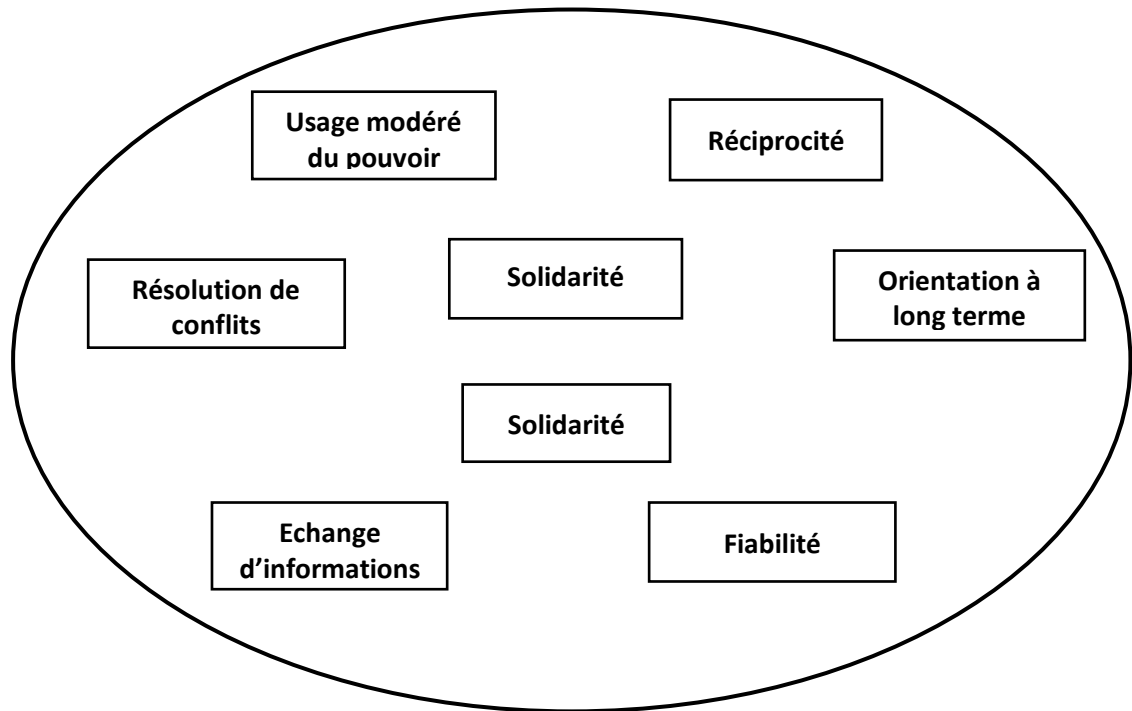 Usage modéré
du pouvoir
Réciprocité
Résolution de
conflits
Solidarité
Orientation à
long terme
Solidarité
Echange
d’informations
Fiabilité